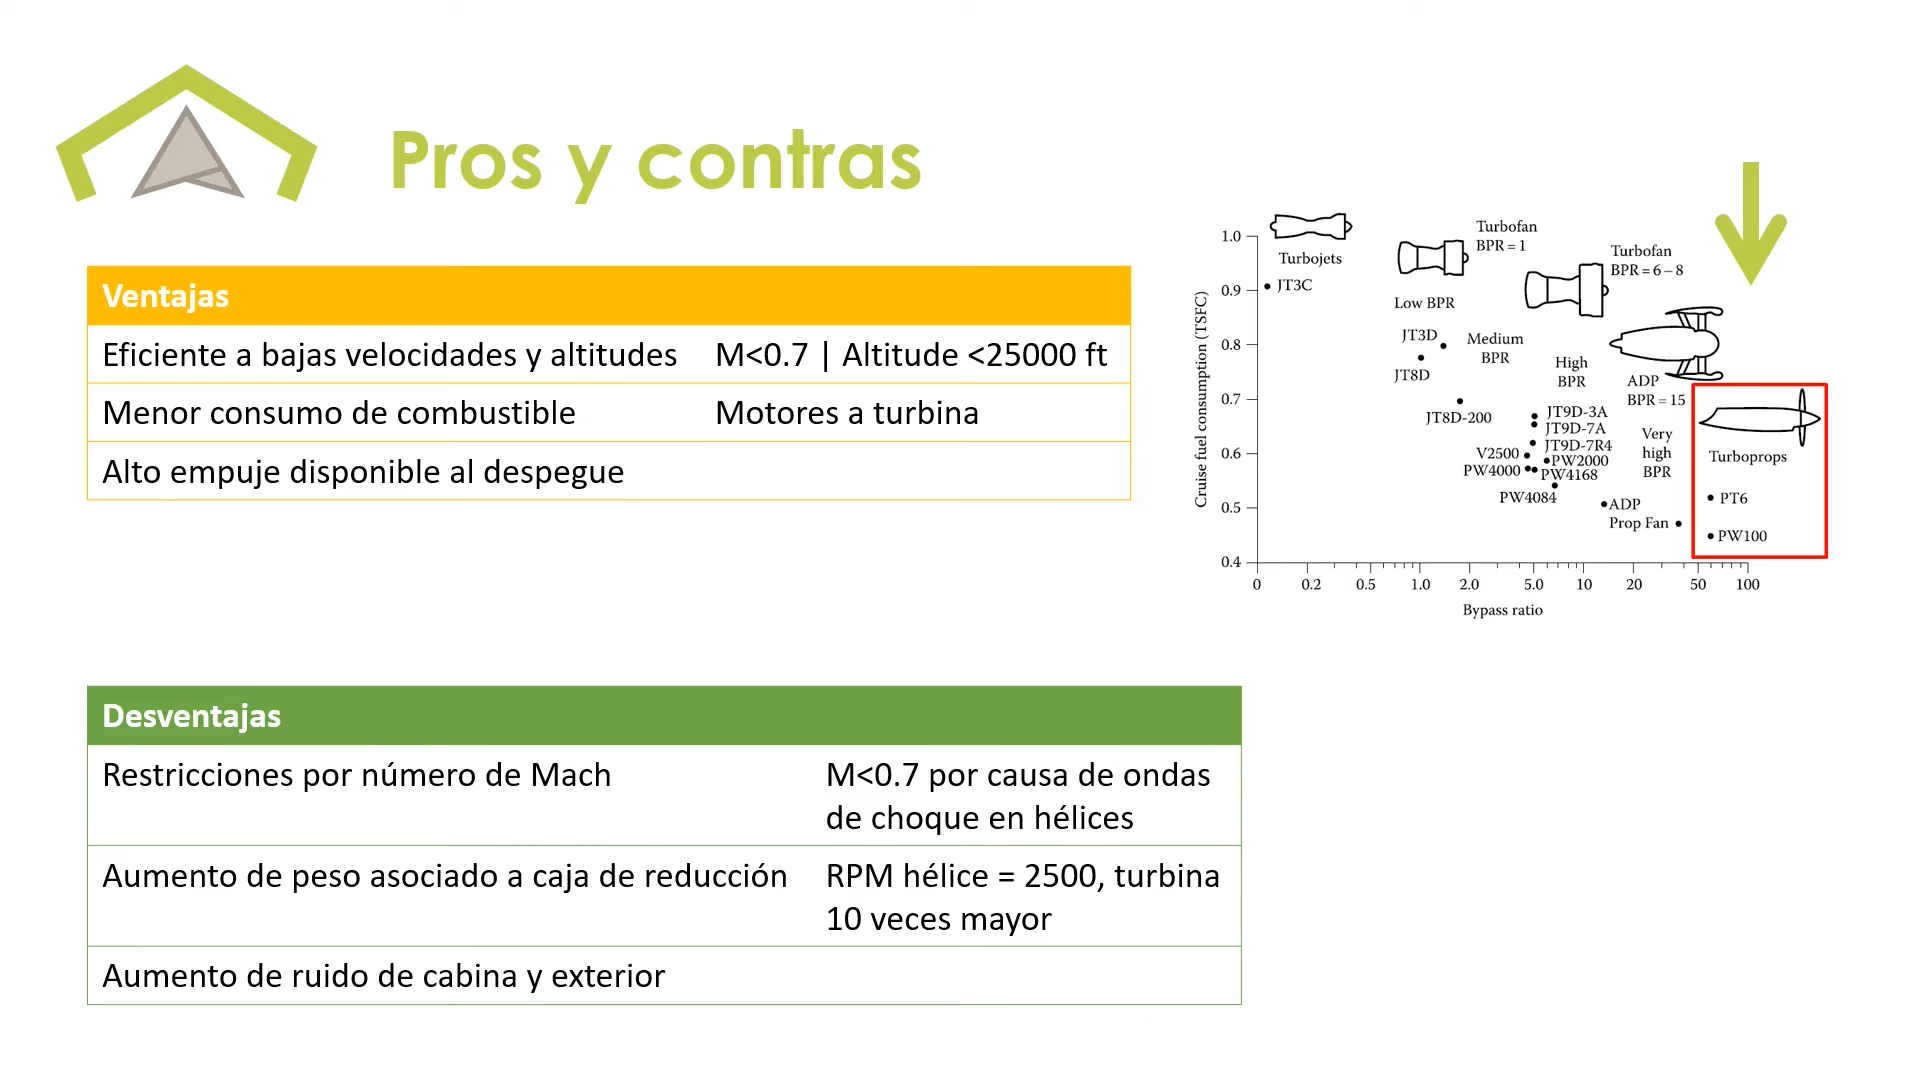 Pros y contras
Ventajas
Eficiente a bajas velocidades y altitudes M<0.7 | Altitude <25000 ft
Menor consumo de combustible Motores a turbina
Alto empuje disponible al despegue
Desventajas
Restricciones por número de Mach M<0.7 por causa de ondas
de choque en hélices
Aumento de peso asociado a caja de reducción RPM hélice = 2500, turbina
10 veces mayor
Aumento de ruido de cabina y exterior
Cruise fuel consumption (TSFC)
1.0
0.9
0.8
0.7
0.6
0.5
0.4
0 0.2 0.5 1.0 2.0 5.0 10 20 50 100
Bypass ratio
Turbojets
JT3C
Turbofan
BPR = 1
Low BPR
JT3D
JT8D
Medium
BPR
JT8D-200
Turbofan
BPR = 6 – 8
High
BPR
JT9D-3A
JT9D-7A
JT9D-7R4
V2500
PW2000
PW4000
PW4168
PW4084
ADP
BPR = 15
Very
high
BPR
ADP
Prop Fan
Turboprops
PT6
PW100